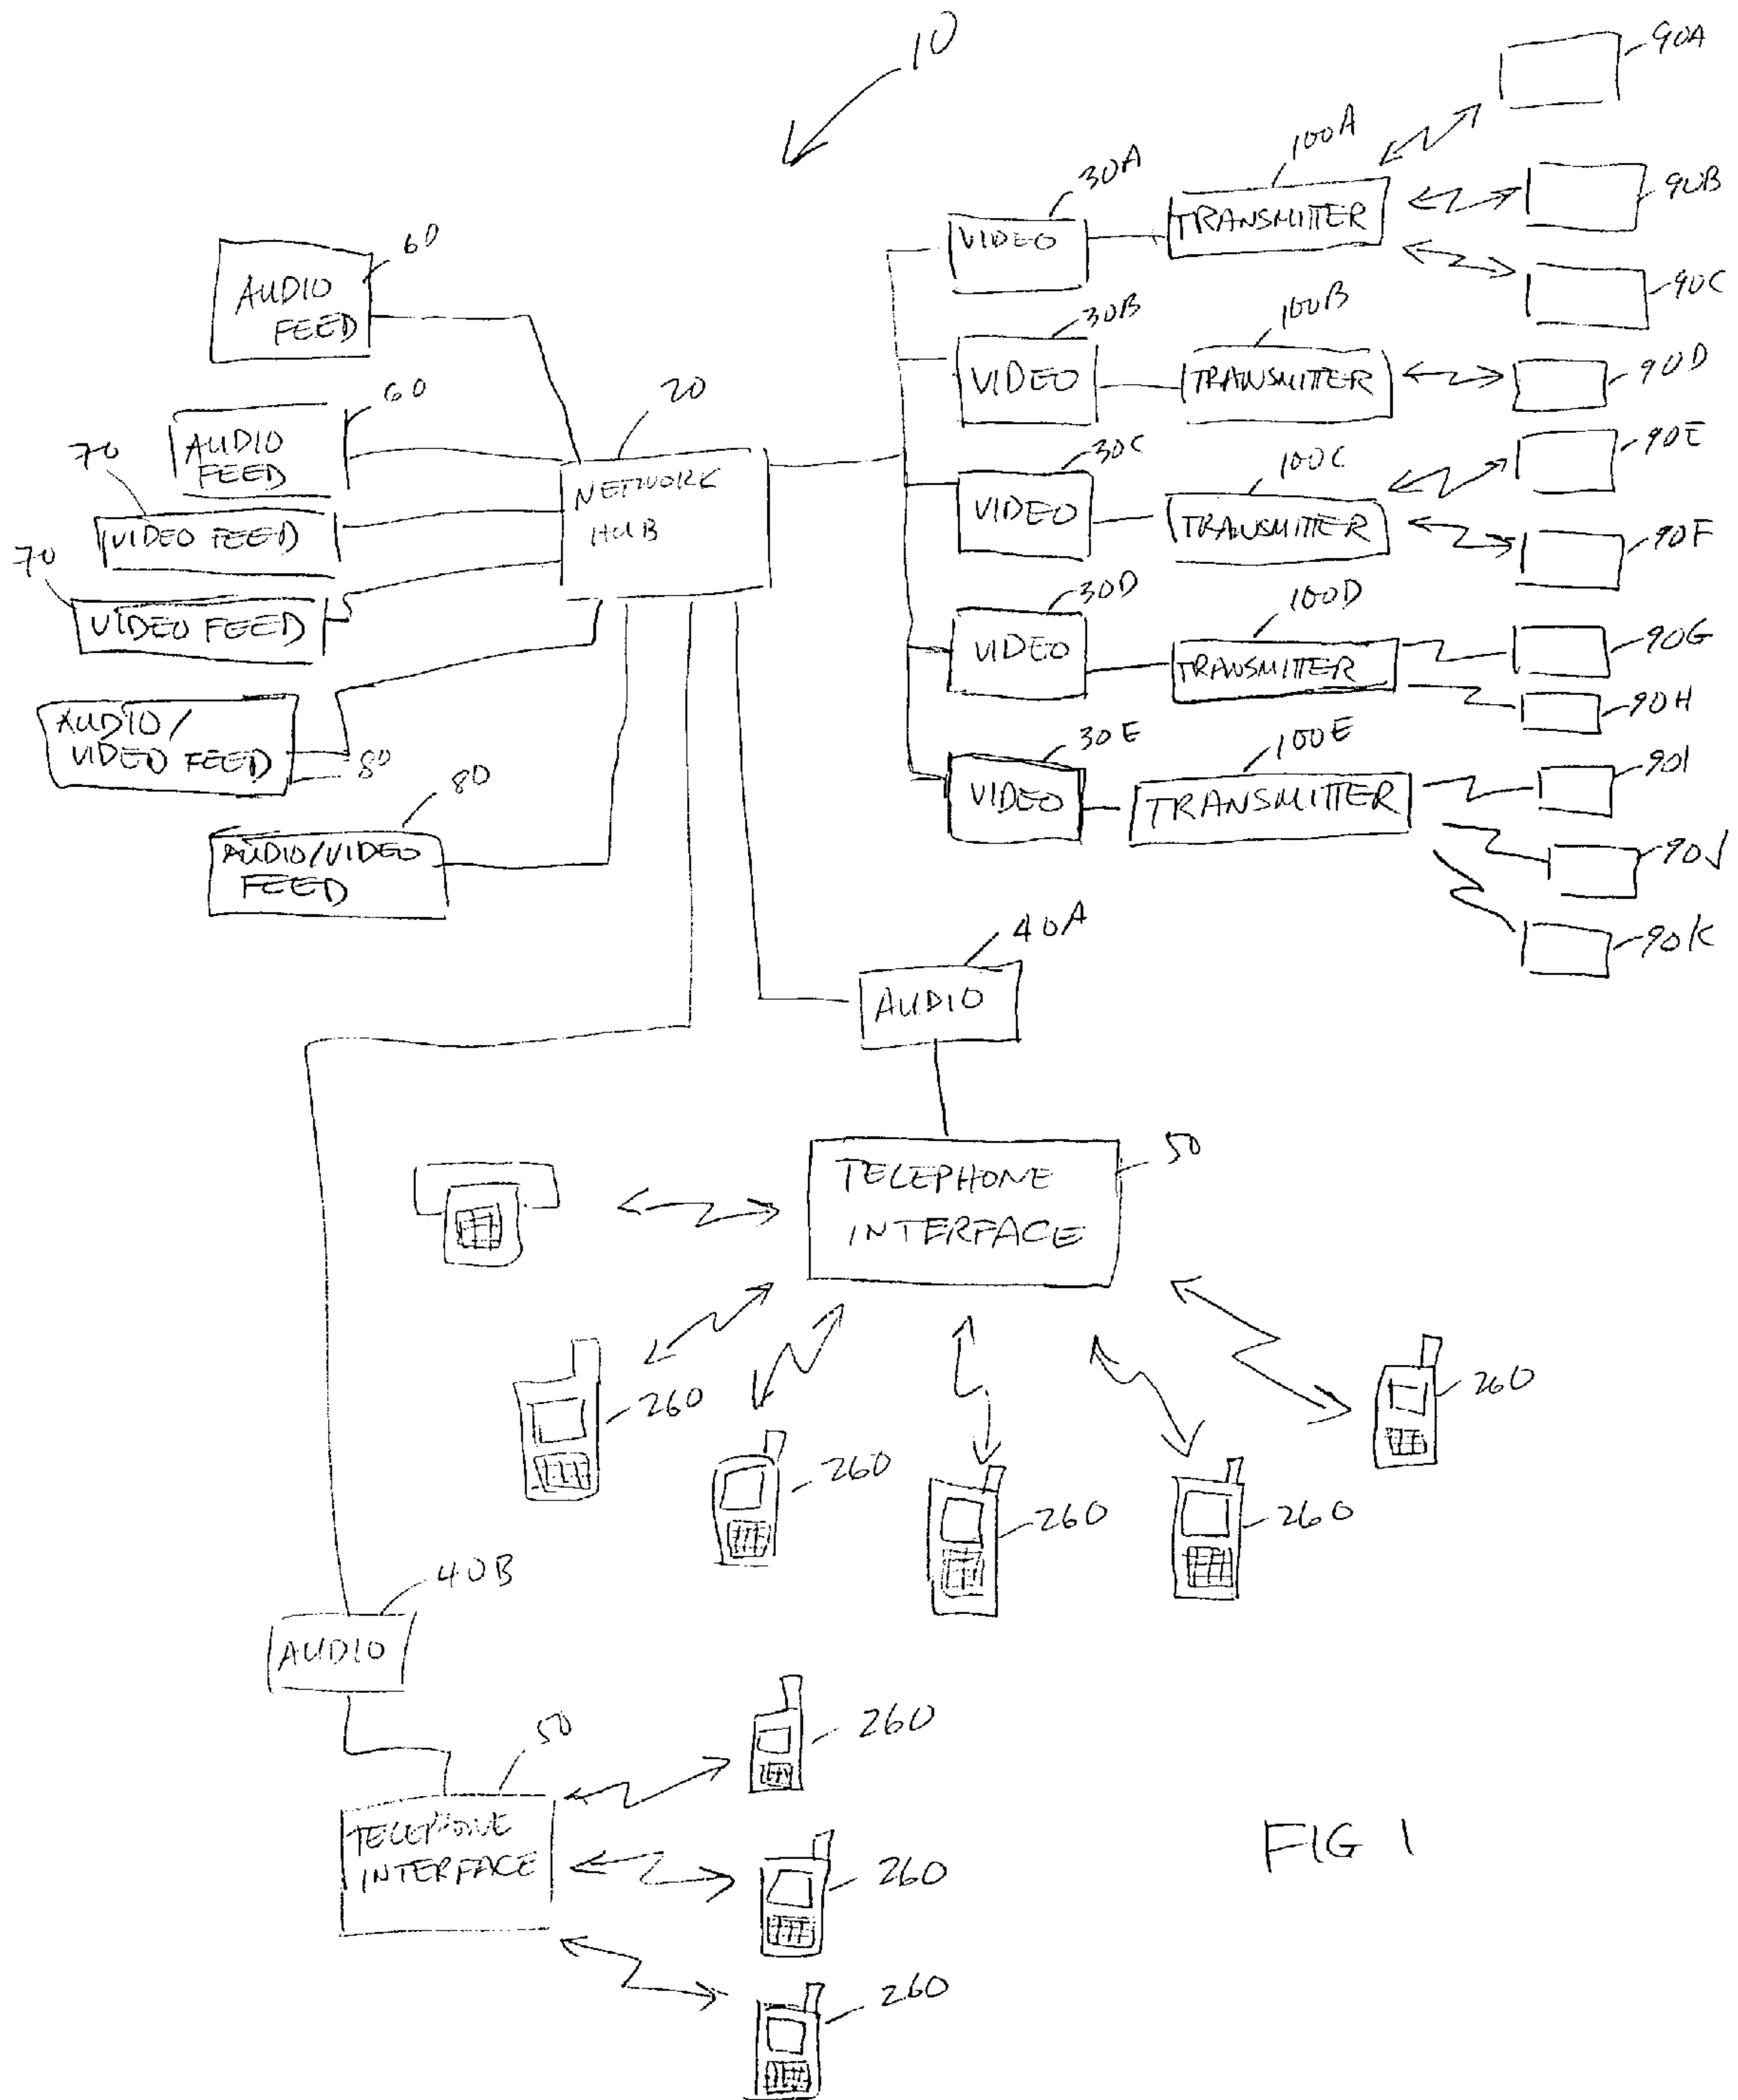 10
90A
100A
30A
90B
VIDEO
TRANSMITTER
90C
60
AUDIO
FEED
30B
100B
VIDEO
TRANSMITTER
90D
60
AUDIO
FEED
20
NETWORK
HUB
70
VIDEO FEED
70
VIDEO FEED
30C
100C
VIDEO
TRANSMITTER
90E
90F
30D
100D
VIDEO
TRANSMITTER
90G
90H
AUDIO/
VIDEO FEED
80
30E
100E
VIDEO
TRANSMITTER
90I
90J
90K
80
AUDIO/VIDEO
FEED
40A
AUDIO
50
TELEPHONE
INTERFACE
260
260
260
260
260
40B
AUDIO
50
TELEPHONE
INTERFACE
260
260
260
FIG 1